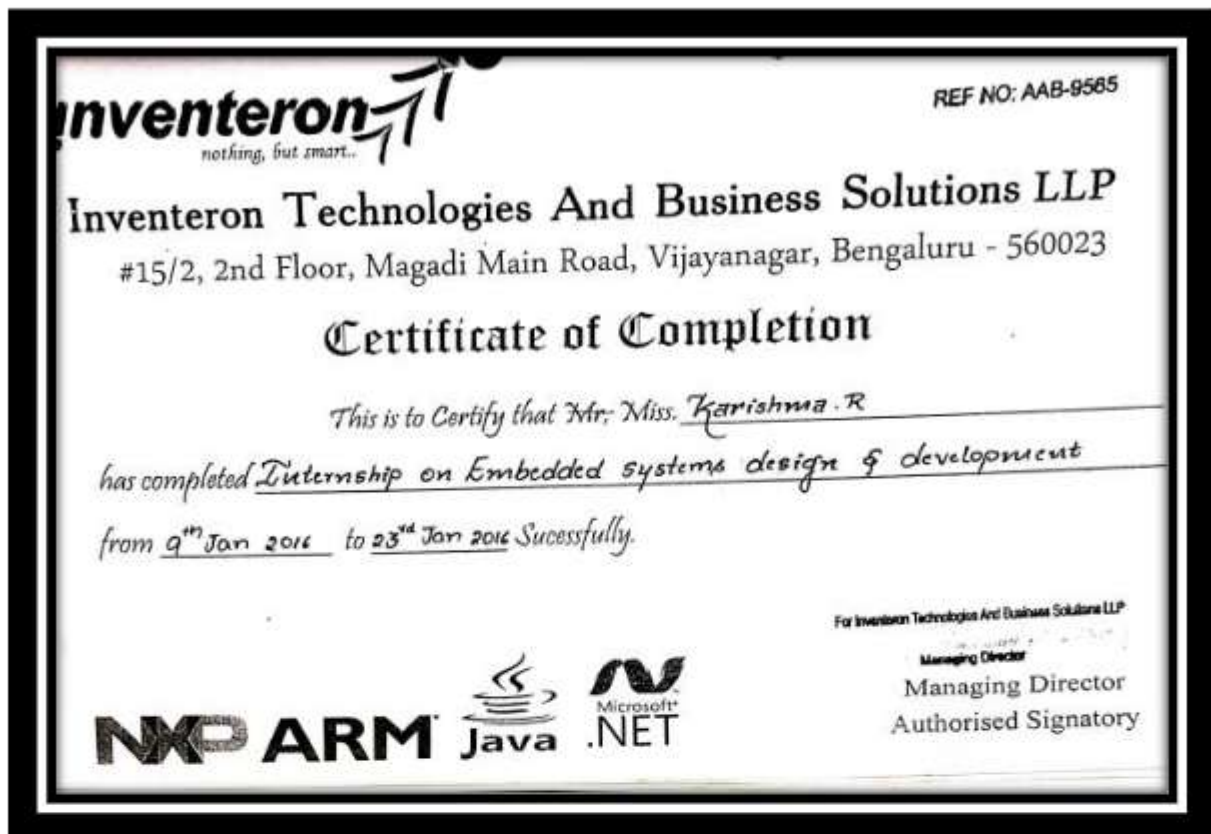 inventeron
nothing, but smart..
REF NO: AAB-9565
Inventeron Technologies And Business Solutions LLP
#15/2, 2nd Floor, Magadi Main Road, Vijayanagar, Bengaluru - 560023
Certificate of Completion
This is to Certify that Mr, Miss. Karishma.R
has completed Internship on Embedded systems design & development
from 9th Jan 2016 to 23rd Jan 2016 Sucessfully.
For Inventeron Technologies And Business Solutions LLP
Managing Director
Managing Director
Authorised Signatory
NXP ARM Java Microsoft .NET